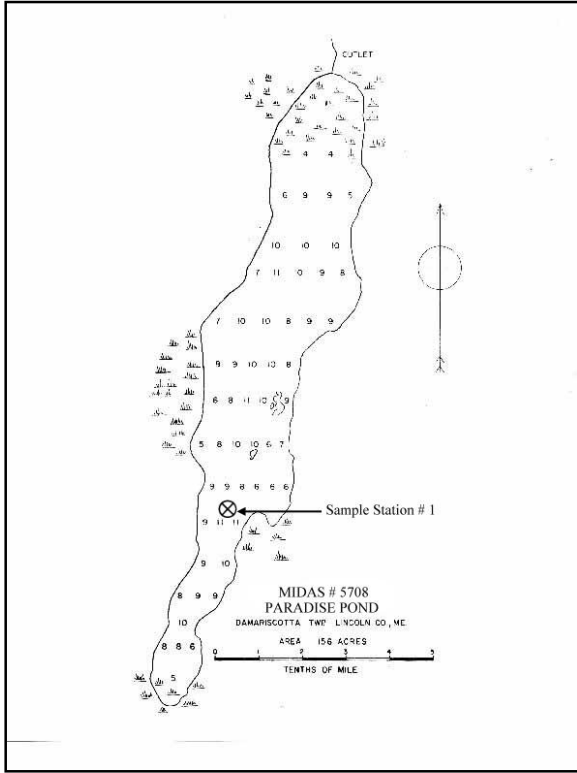 OUTLET
4 4 1
6 9 9 5
10 10 10
7 11 10 9 8
7 10 10 8 9 9
9 9 10 10 8
6 8 11 10 9
5 8 10 10 6 7
9 9 8 6 6 6
Sample Station # 1
9 11 11
9 10
8 9 9
10
8 8 6
5
MIDAS # 5708
PARADISE POND
DAMARISCOTTA TWP LINCOLN CO., ME.
AREA 156 ACRES
0 1 2 3 4 5
TENTHS OF MILE